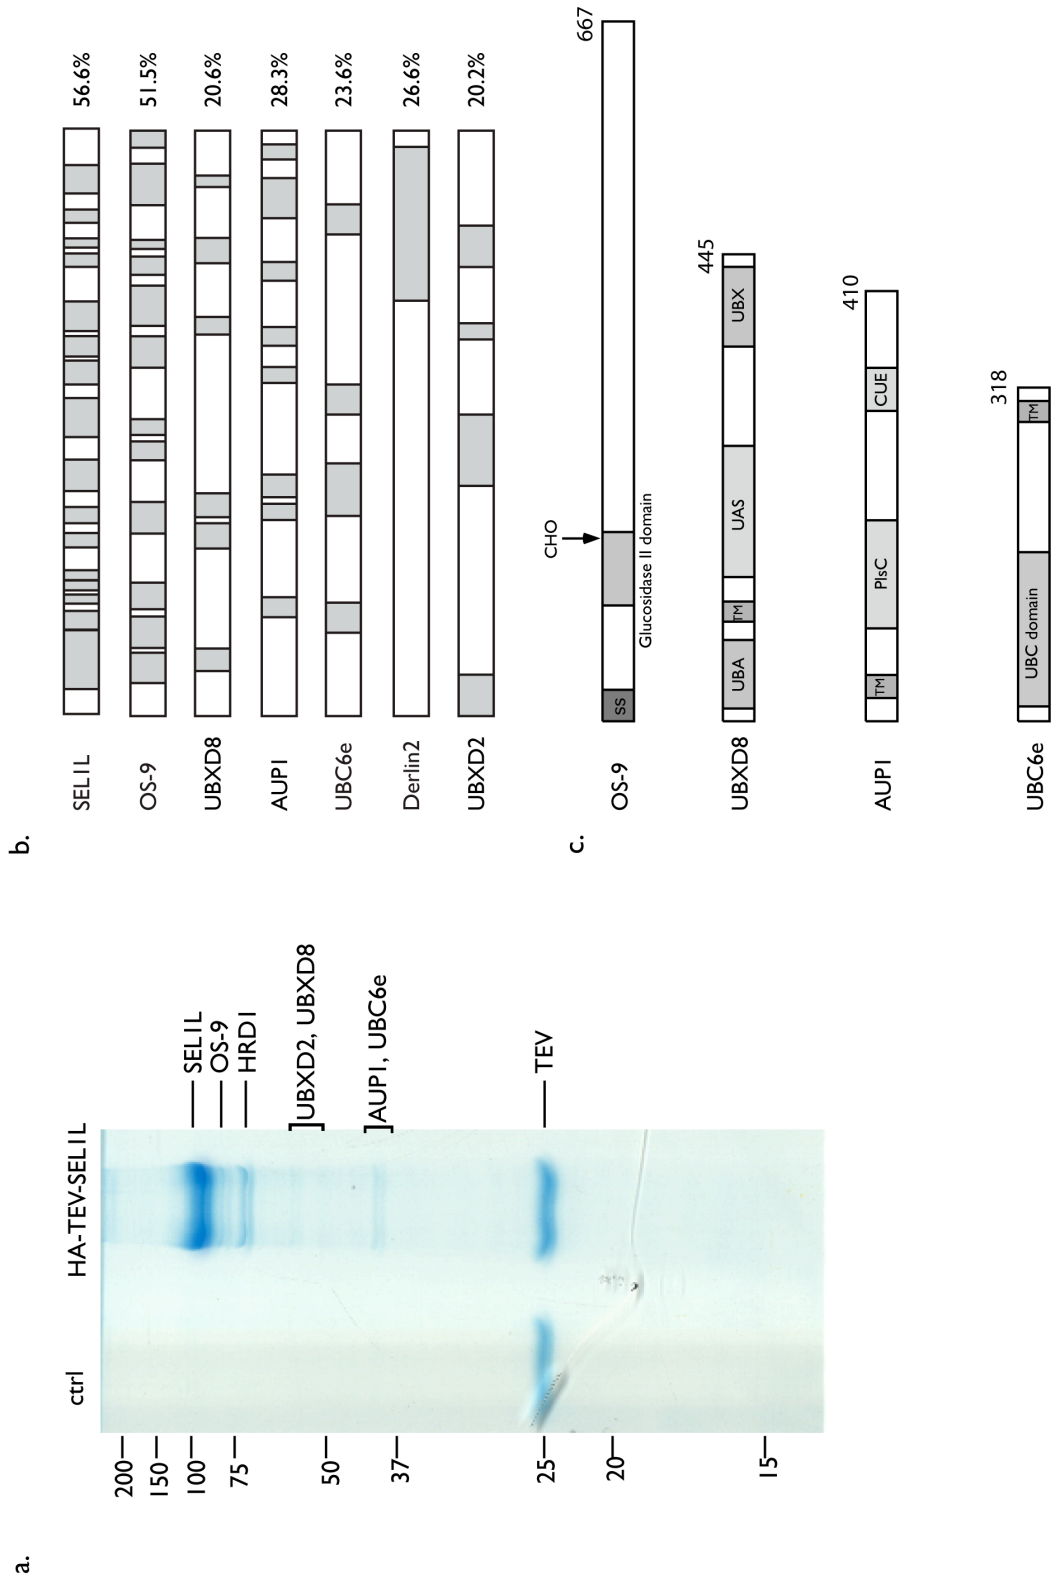 a.
ctrl
HA-TEV-SEL1L
200
150
100
75
50
37
25
20
15
SEL1L
OS-9
HRD1
UBXD2, UBXD8
AUP1, UBC6e
TEV
b.
SEL1L 56.6%
OS-9 51.5%
UBXD8 20.6%
AUP1 28.3%
UBC6e 23.6%
Derlin2 26.6%
UBXD2 20.2%
c.
CHO
OS-9 SS 667
Glucosidase II domain
UBXD8 UBA TM UAS UBX 445
AUP1 TM PlsC CUE 410
UBC6e UBC domain TM 318